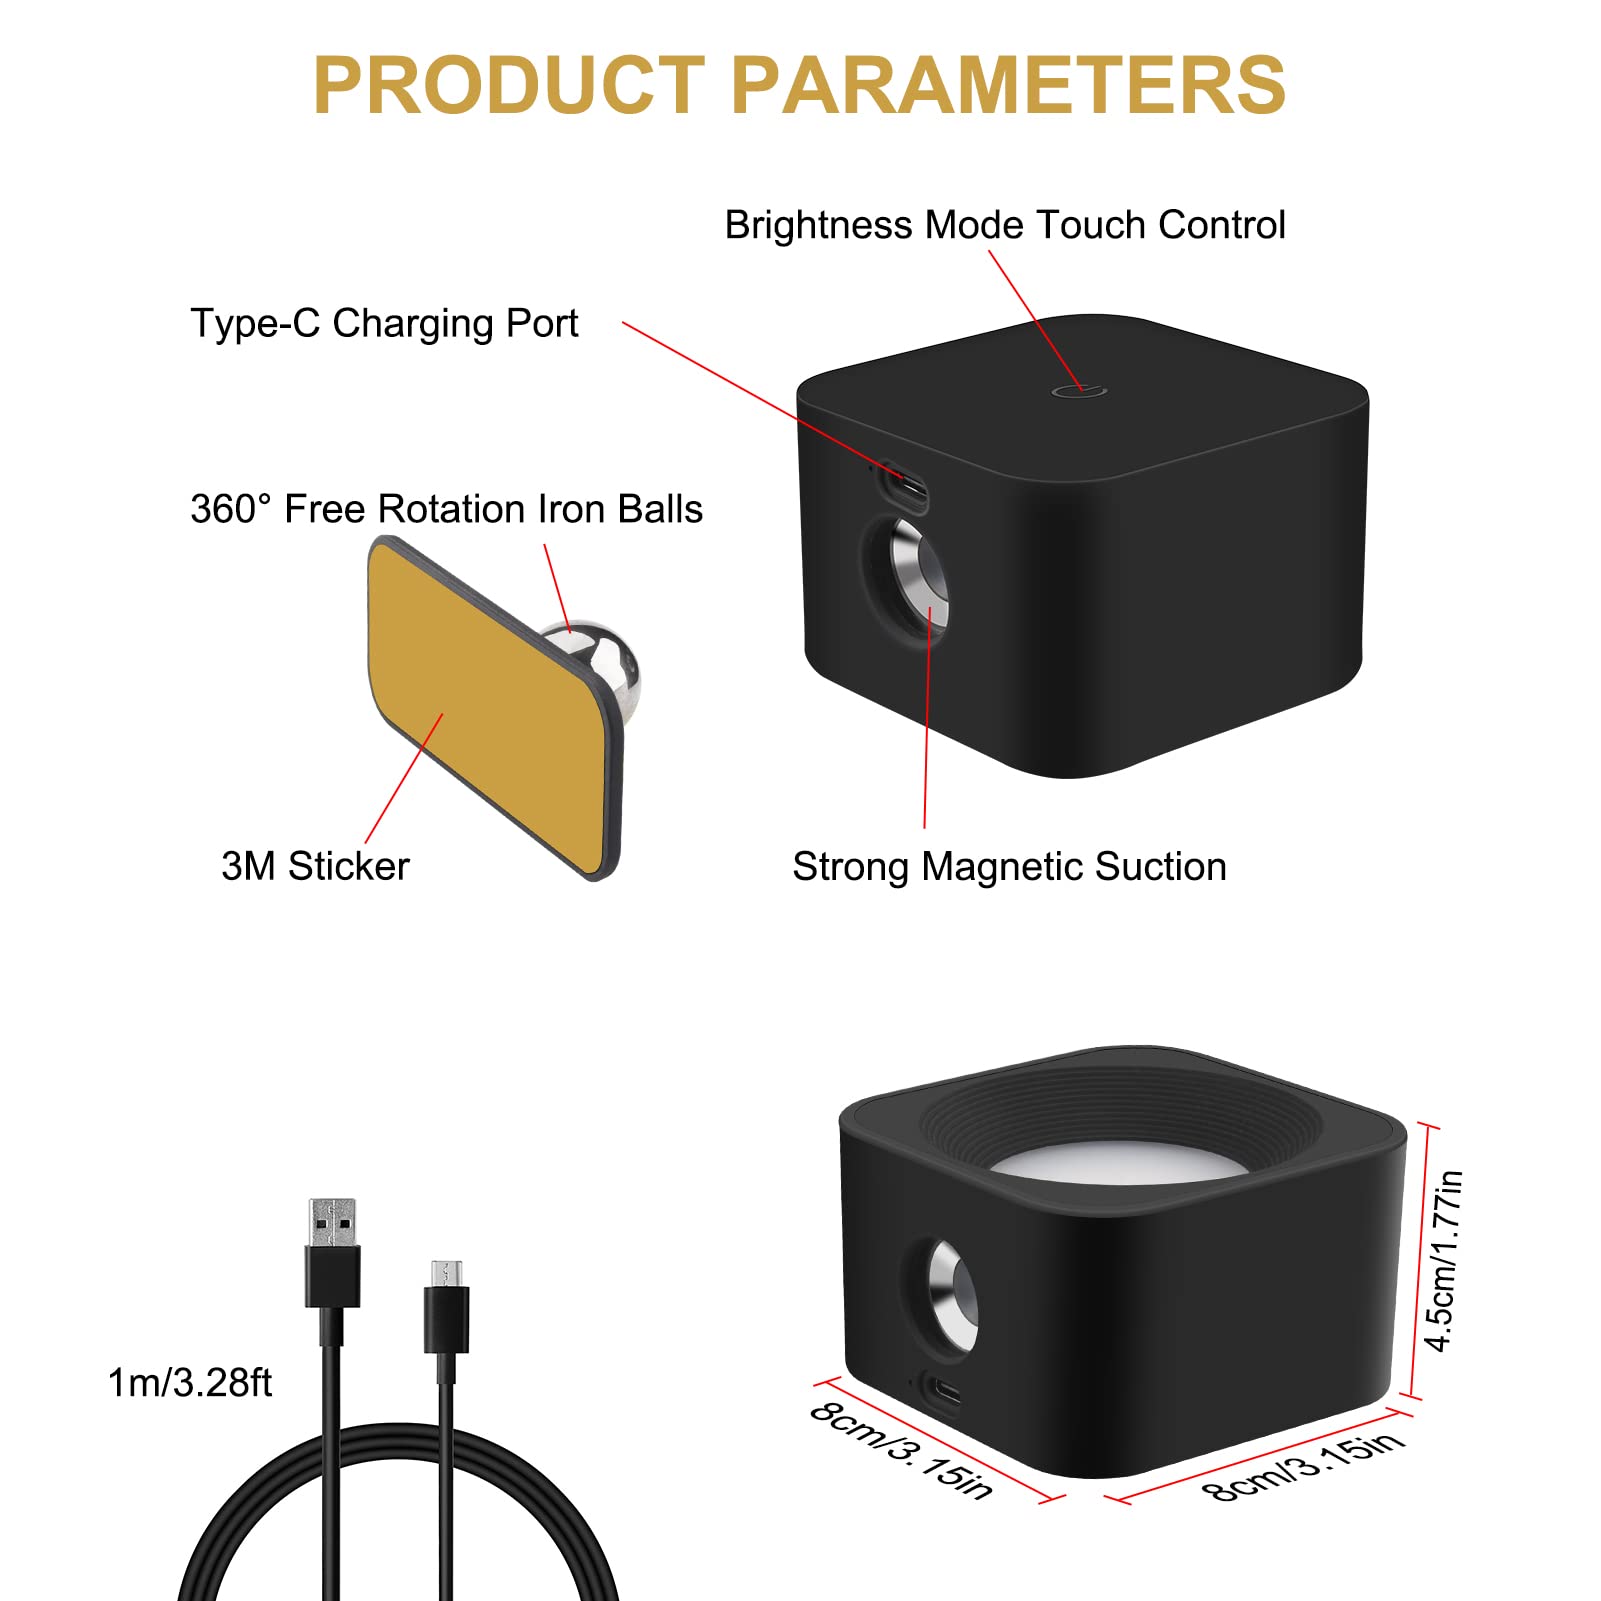 PRODUCT PARAMETERS
Brightness Mode Touch Control
Type-C Charging Port
360° Free Rotation Iron Balls
3M Sticker
Strong Magnetic Suction
4.5cm/1.77in
1m/3.28ft
8cm/3.15in
8cm/3.15in